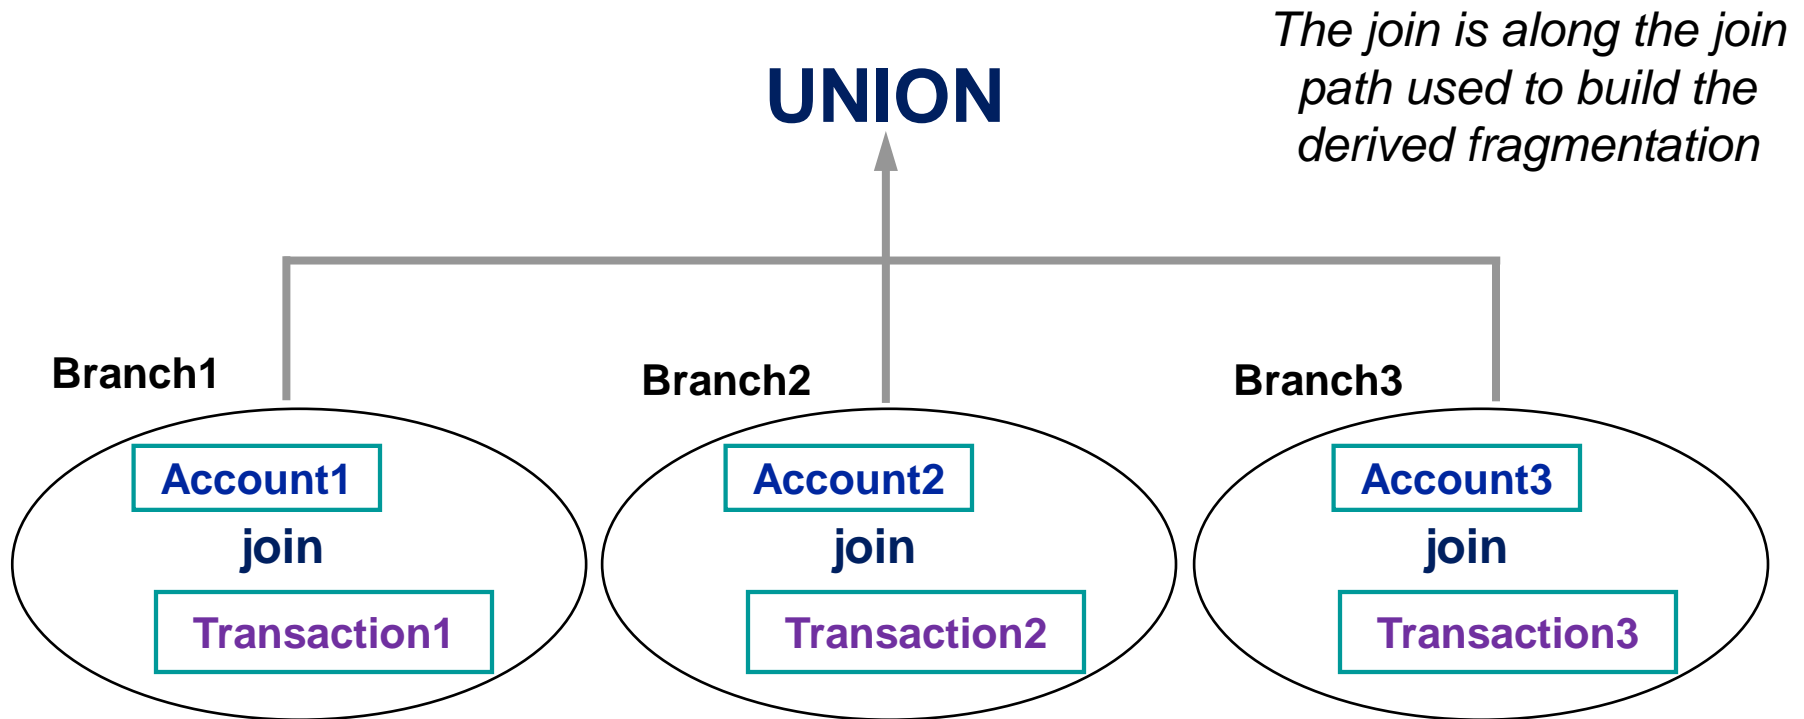 The join is along the join
path used to build the
derived fragmentation
UNION
Branch1
Branch2
Branch3
Account1
Account2
Account3
join
join
join
Transaction1
Transaction2
Transaction3